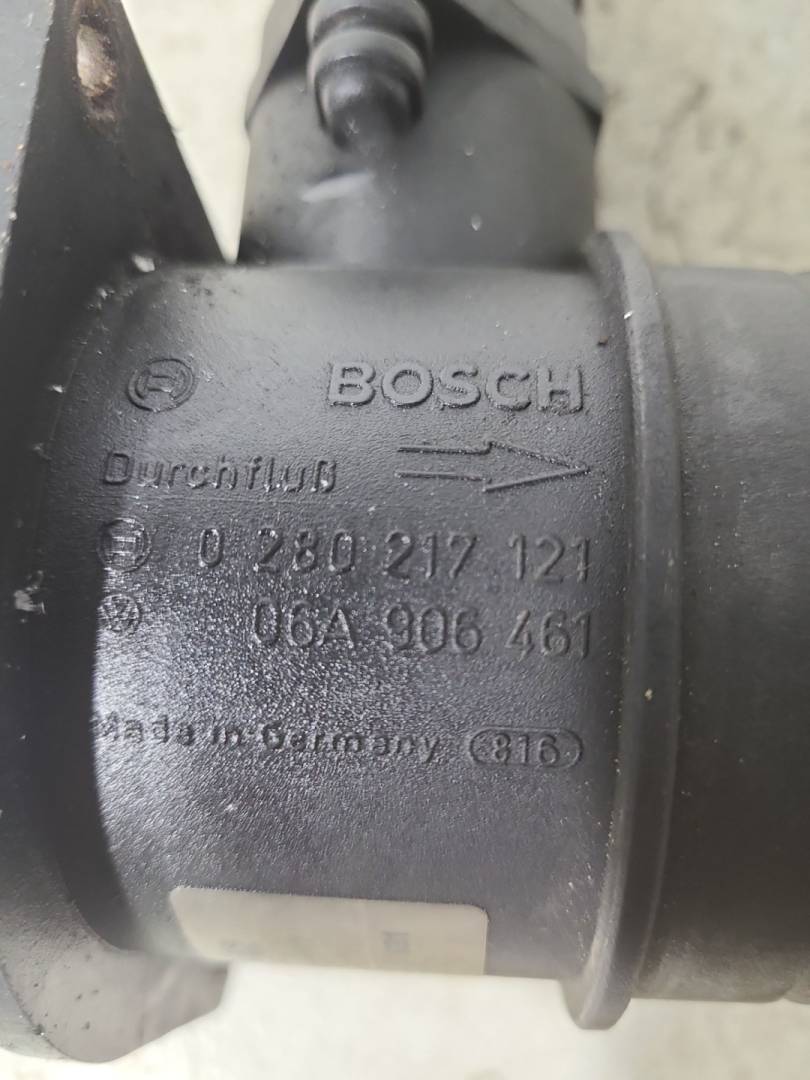 BOSCH
Durchfluß
0 280 217 121
06A 906 461
Made in Germany 816